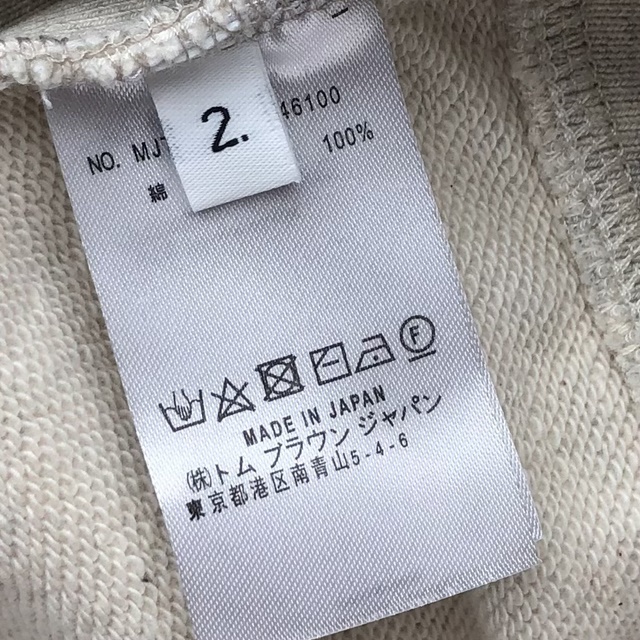 2.
NO. MJ 46100
綿 100%
F
MADE IN JAPAN
㈱トム ブラウン ジャパン
東京都港区南青山5-4-6